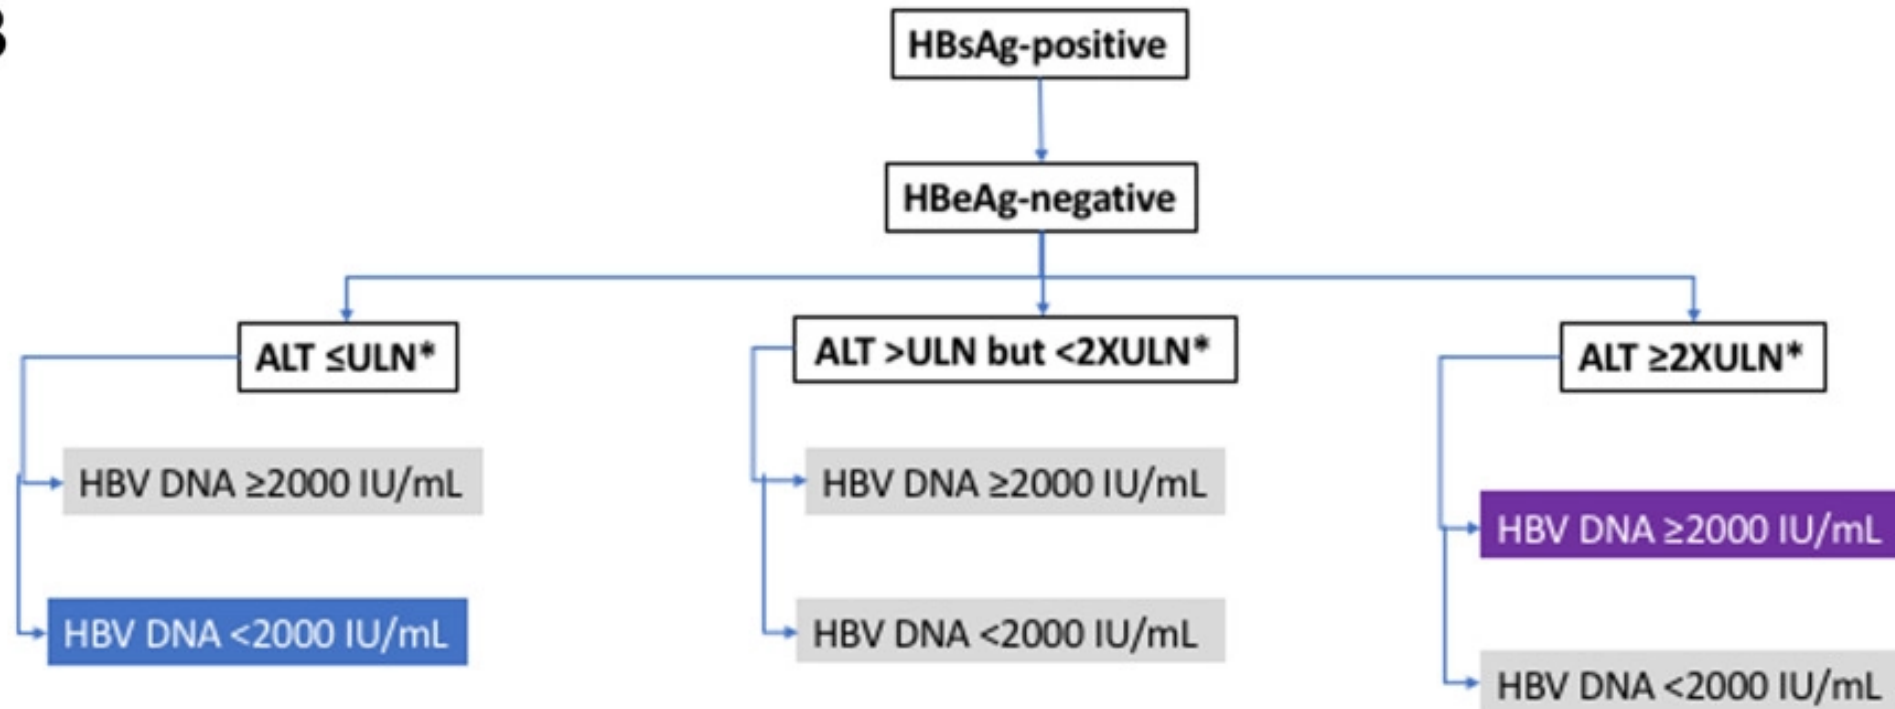 HBsAg-positive
HBeAg-negative
ALT ≤ULN*
ALT >ULN but <2XULN*
ALT ≥2XULN*
HBV DNA ≥2000 IU/mL
HBV DNA ≥2000 IU/mL
HBV DNA ≥2000 IU/mL
HBV DNA <2000 IU/mL
HBV DNA <2000 IU/mL
HBV DNA <2000 IU/mL